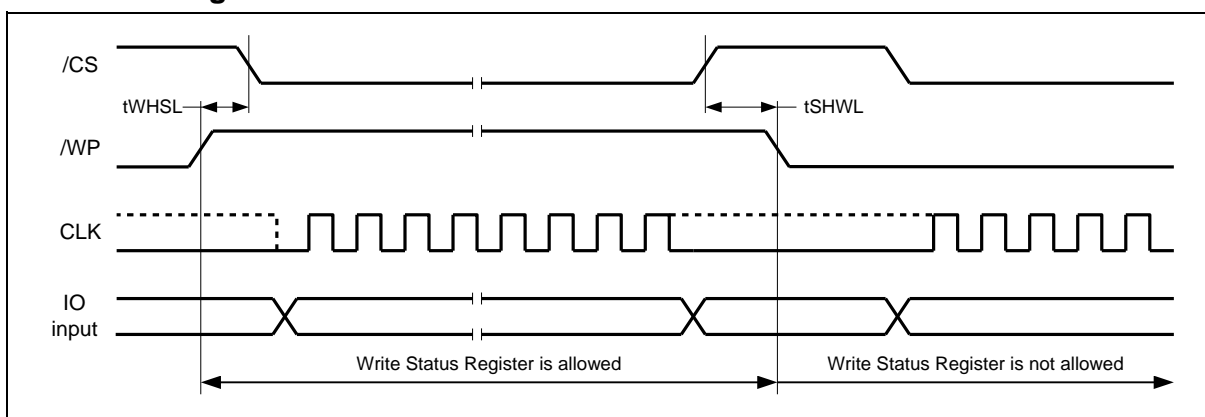 /CS
tWHSL
tSHWL
/WP
CLK
IO
input
Write Status Register is allowed
Write Status Register is not allowed